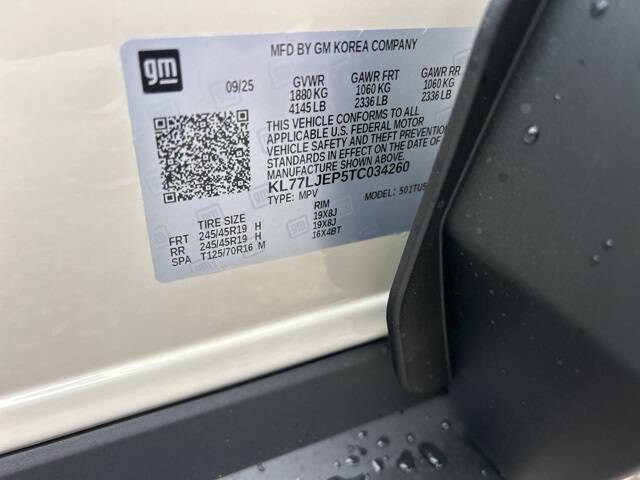 MFD BY GM KOREA COMPANY
gm
09/25 GVWR GAWR FRT GAWR RR
1880 KG 1060 KG 1060 KG
4145 LB 2336 LB 2336 LB
THIS VEHICLE CONFORMS TO ALL
APPLICABLE U.S. FEDERAL MOTOR
VEHICLE SAFETY AND THEFT PREVENTION
STANDARDS IN EFFECT ON THE DATE OF
MANUFACTURE SHOWN ABOVE.
KL77LJEP5TC034260
TYPE: MPV MODEL: 501TU5
TIRE SIZE RIM
FRT 245/45R19 H 19X8J
RR 245/45R19 H 19X8J
SPA T125/70R16 M 16X4BT